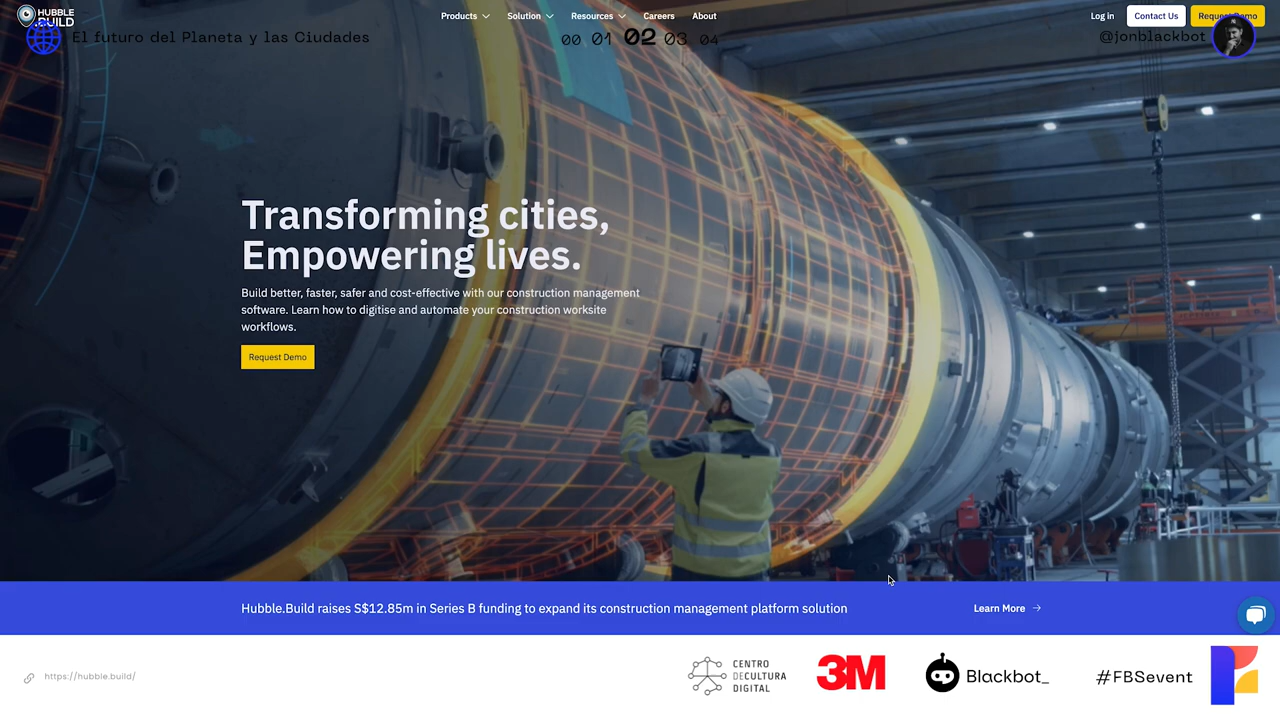 HUBBLE
.BUILD
Products
Solution
Resources
Careers
About
Log in
Contact Us
Request Demo
El futuro del Planeta y las Ciudades
00 01 02 03 04
@jonblackbot
Transforming cities,
Empowering lives.
Build better, faster, safer and cost-effective with our construction management
software. Learn how to digitise and automate your construction worksite
workflows.
Request Demo
Hubble.Build raises S$12.85m in Series B funding to expand its construction management platform solution
Learn More
https://hubble.build/
CENTRO
DECULTURA
DIGITAL
3M
Blackbot_
#FBSevent